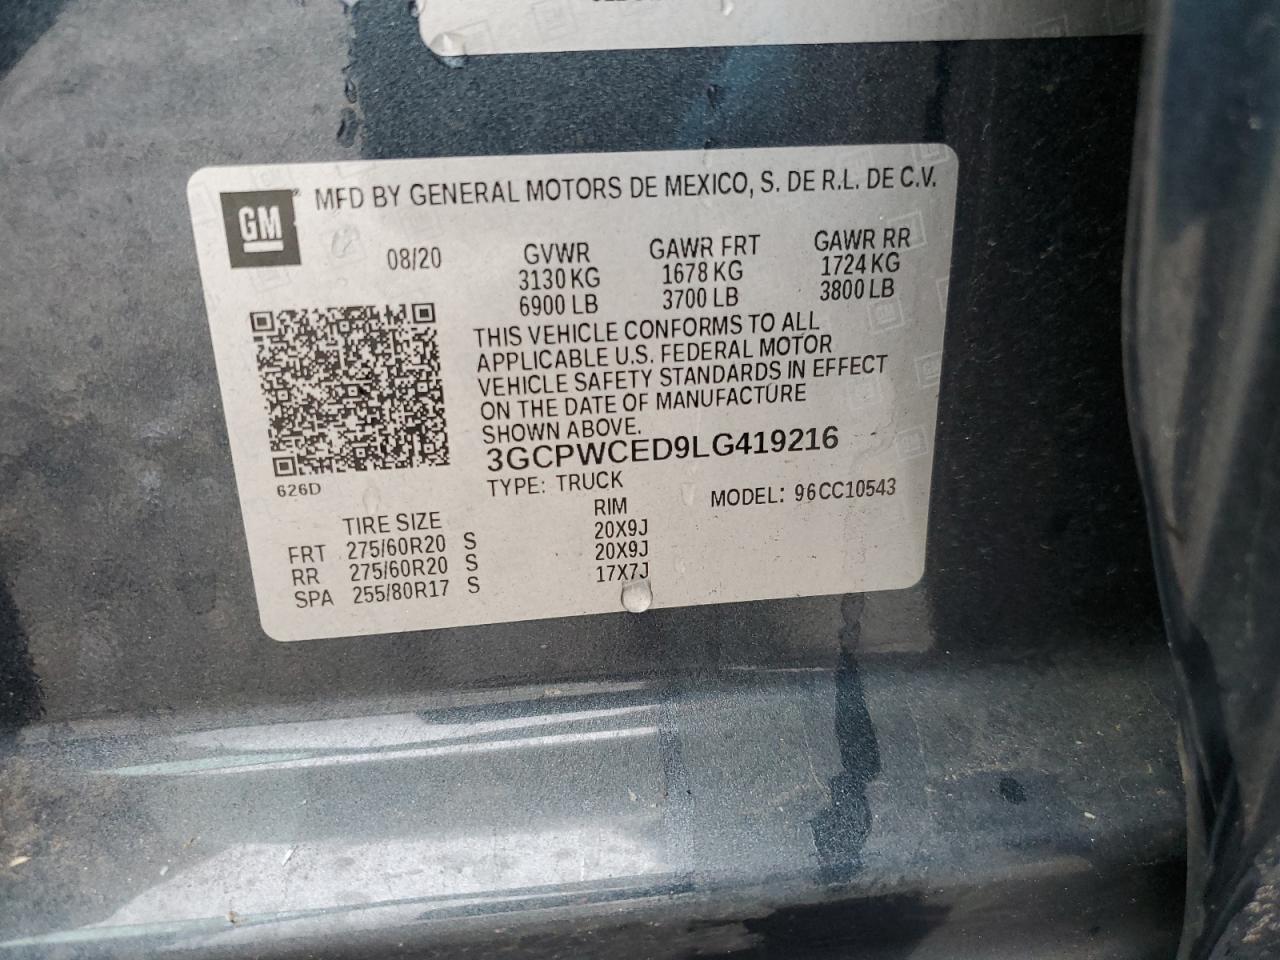 GM
MFD BY GENERAL MOTORS DE MEXICO, S. DE R.L. DE C.V.
08/20
GVWR
3130 KG
6900 LB
GAWR FRT
1678 KG
3700 LB
GAWR RR
1724 KG
3800 LB
THIS VEHICLE CONFORMS TO ALL
APPLICABLE U.S. FEDERAL MOTOR
VEHICLE SAFETY STANDARDS IN EFFECT
ON THE DATE OF MANUFACTURE
SHOWN ABOVE.
3GCPWCED9LG419216
626D
TYPE: TRUCK
MODEL: 96CC10543
TIRE SIZE RIM
FRT 275/60R20 S 20X9J
RR 275/60R20 S 20X9J
SPA 255/80R17 S 17X7J